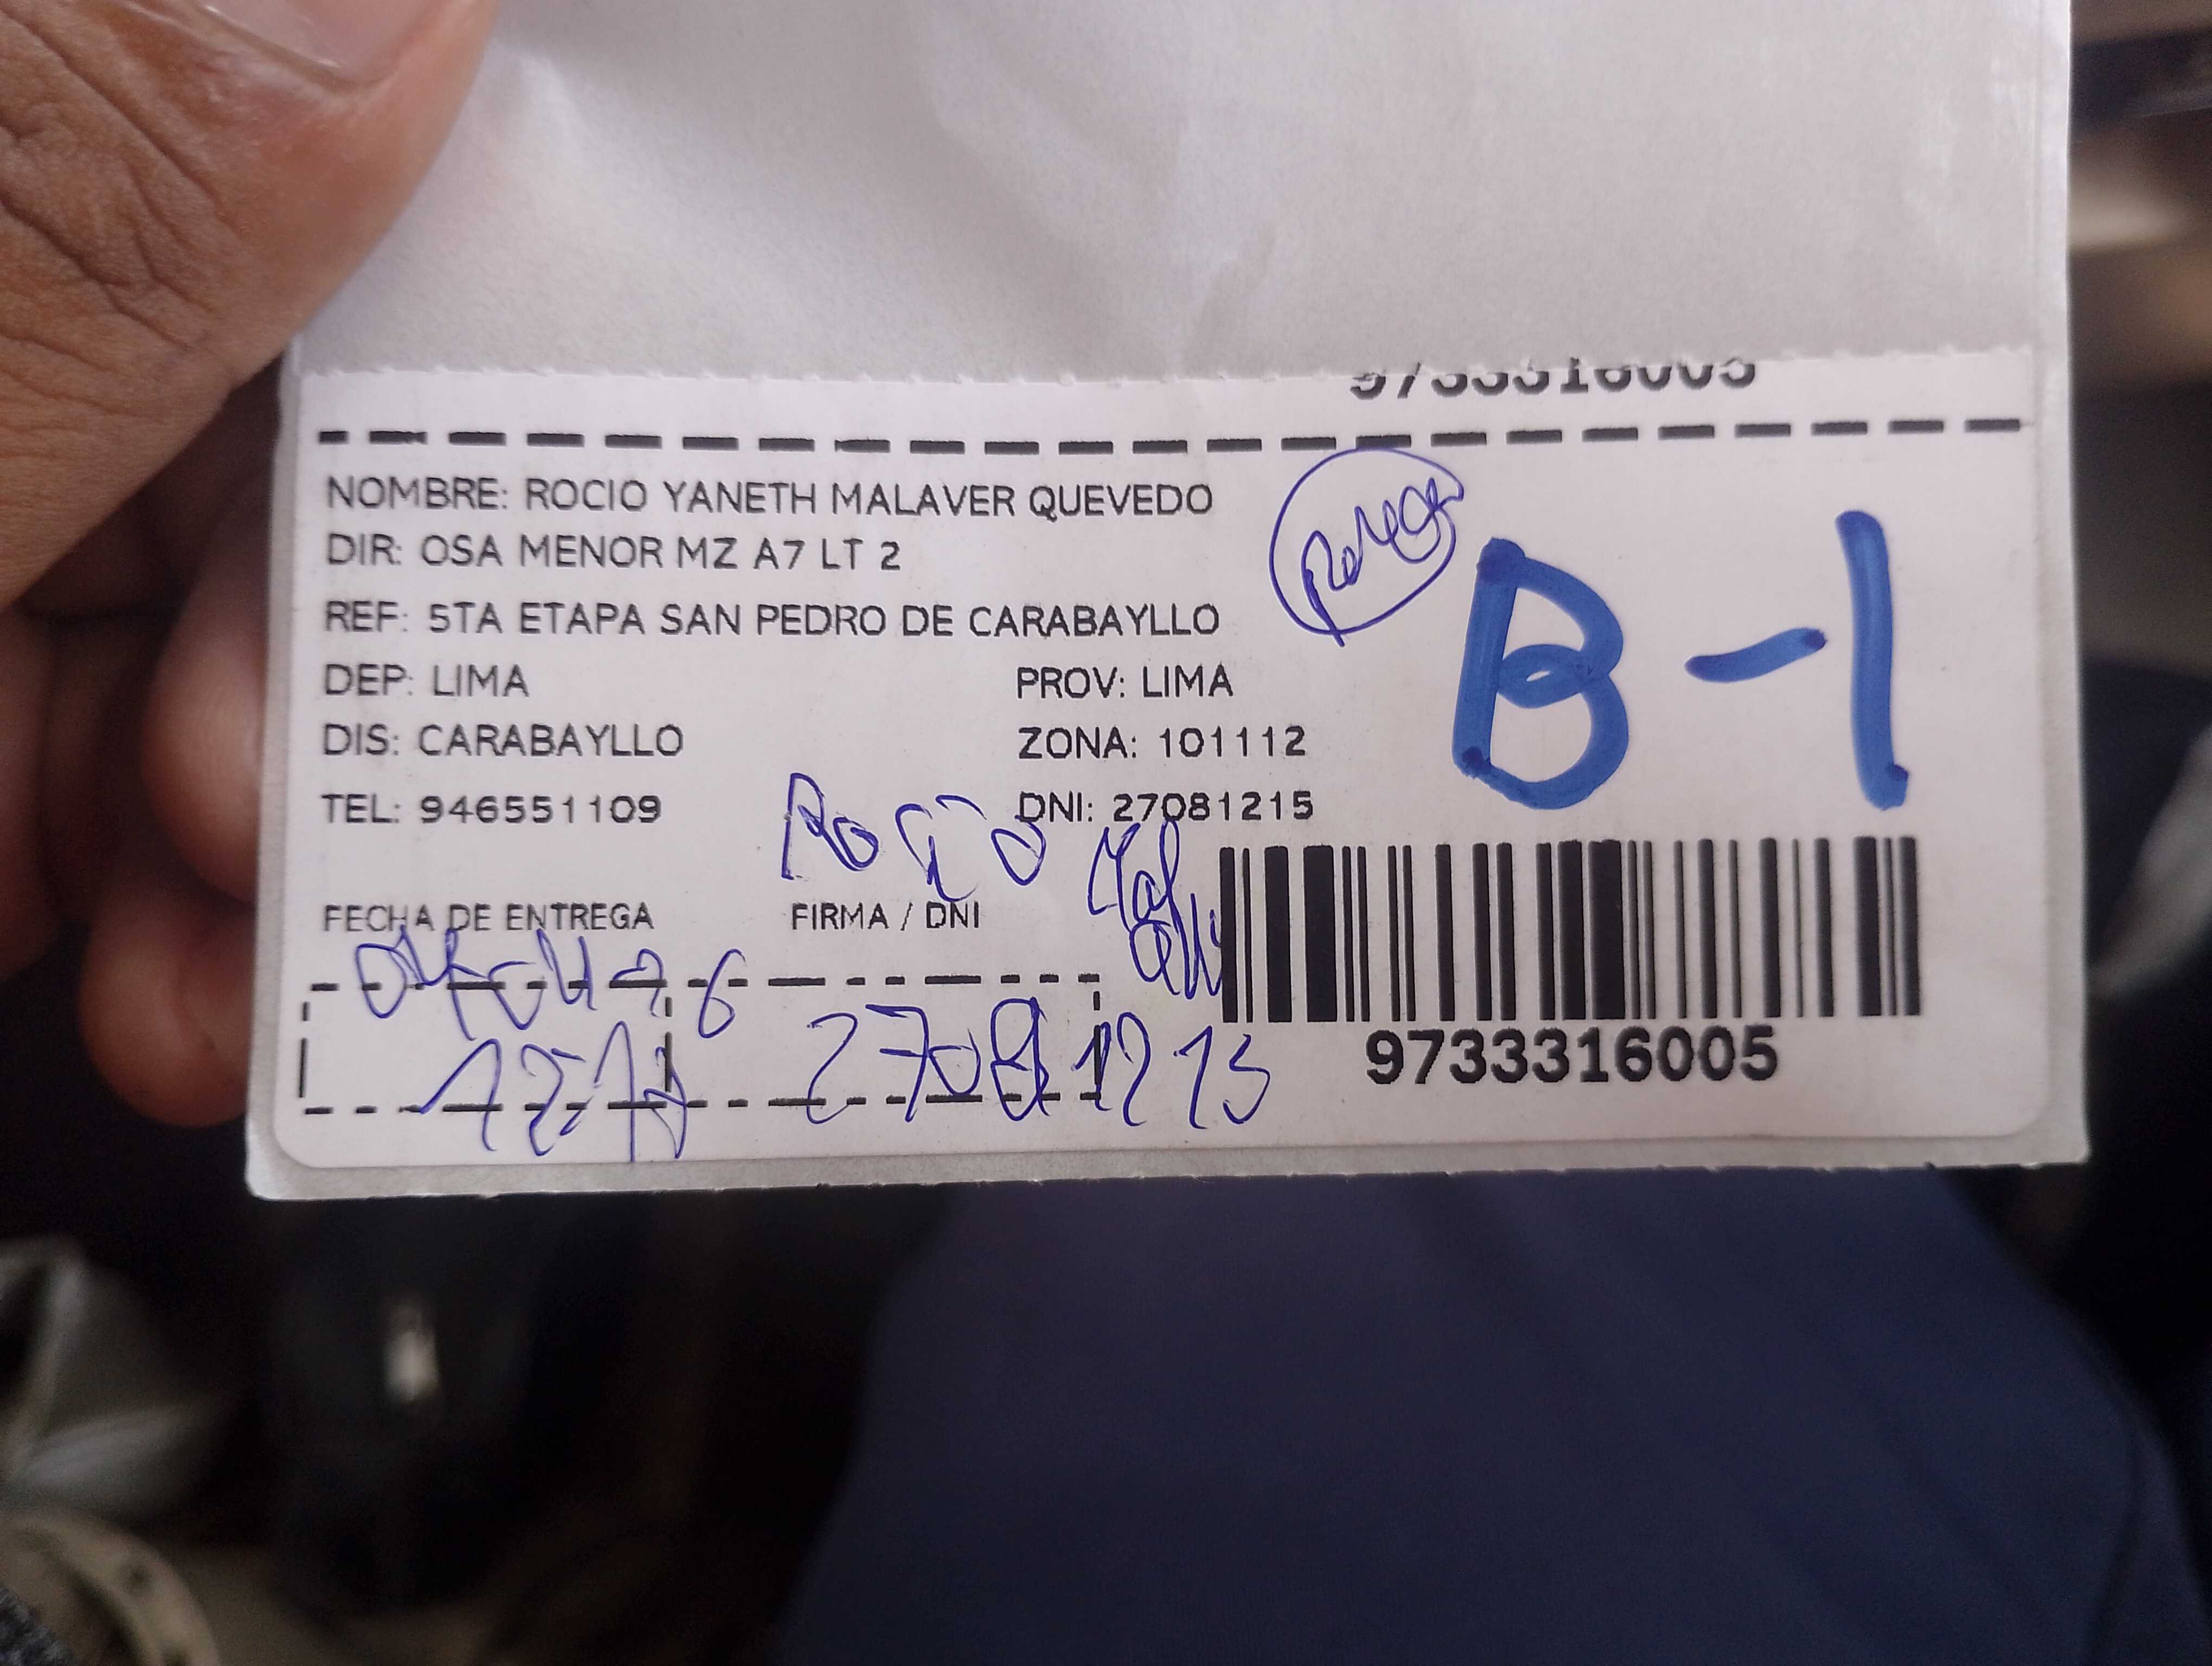 9733316005
NOMBRE: ROCIO YANETH MALAVER QUEVEDO
DIR: OSA MENOR MZ A7 LT 2
REF: 5TA ETAPA SAN PEDRO DE CARABAYLLO
B-1
DEP: LIMA PROV: LIMA
DIS: CARABAYLLO ZONA: 101112
TEL: 946551109 DNI: 27081215
Rocio
FECHA DE ENTREGA FIRMA / DNI
27081215
9733316005